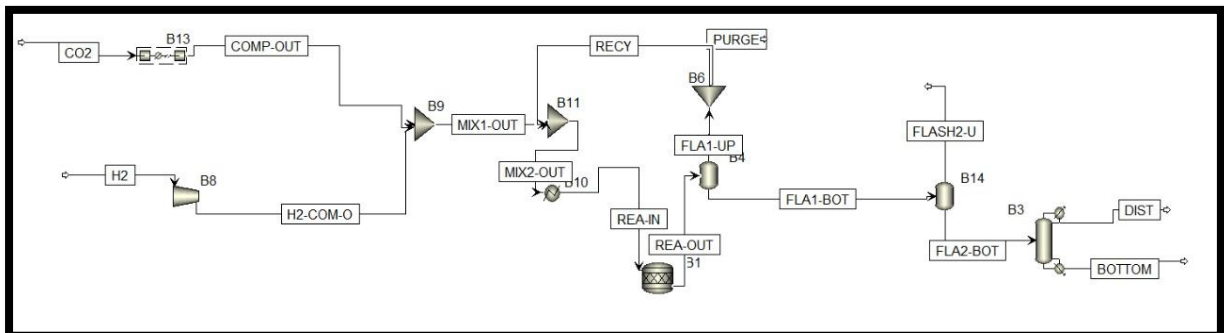 B13
CO2
COMP-OUT
RECY
PURGE
B6
B9
B11
MIX1-OUT
FLASH2-U
H2
B8
FLA1-UP
B4
MIX2-OUT
B10
H2-COM-O
FLA1-BOT
B14
REA-IN
B3
DIST
REA-OUT
FLA2-BOT
B1
BOTTOM